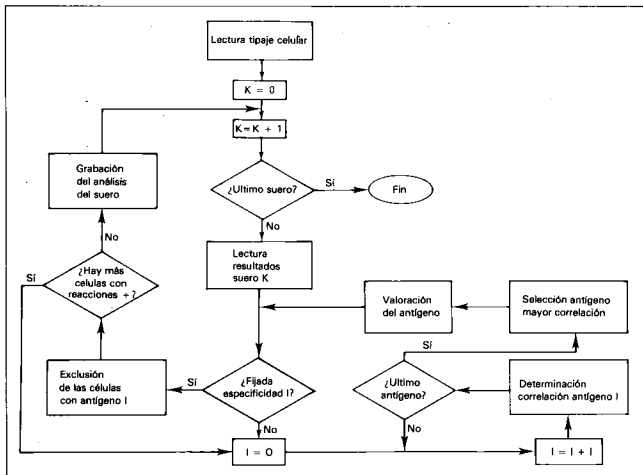 Lectura tipaje celular
K = 0
K = K + 1
¿Ultimo suero?
Sí
Fin
No
Lectura
resultados
suero K
Grabación
del análisis
del suero
No
Sí
¿Hay más
celulas con
reacciones + ?
Exclusión
de las células
con antígeno I
Sí
¿Fijada
especificidad I?
No
I = 0
Valoración
del antígeno
Selección antígeno
mayor correlación
Sí
¿Ultimo
antígeno?
No
Determinación
correlación antígeno I
I = I + I